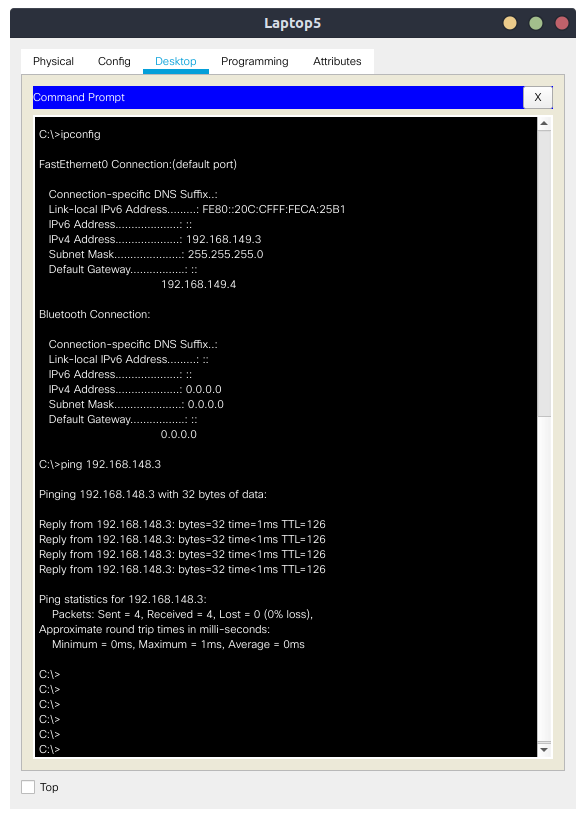 Laptop5
Physical Config Desktop Programming Attributes
Command Prompt X
C:\>ipconfig
FastEthernet0 Connection:(default port)
Connection-specific DNS Suffix..:
Link-local IPv6 Address.........: FE80::20C:CFFF:FECA:25B1
IPv6 Address....................: ::
IPv4 Address....................: 192.168.149.3
Subnet Mask.....................: 255.255.255.0
Default Gateway.................: ::
192.168.149.4
Bluetooth Connection:
Connection-specific DNS Suffix..:
Link-local IPv6 Address.........: ::
IPv6 Address....................: ::
IPv4 Address....................: 0.0.0.0
Subnet Mask.....................: 0.0.0.0
Default Gateway.................: ::
0.0.0.0
C:\>ping 192.168.148.3
Pinging 192.168.148.3 with 32 bytes of data:
Reply from 192.168.148.3: bytes=32 time=1ms TTL=126
Reply from 192.168.148.3: bytes=32 time<1ms TTL=126
Reply from 192.168.148.3: bytes=32 time<1ms TTL=126
Reply from 192.168.148.3: bytes=32 time<1ms TTL=126
Ping statistics for 192.168.148.3:
Packets: Sent = 4, Received = 4, Lost = 0 (0% loss),
Approximate round trip times in milli-seconds:
Minimum = 0ms, Maximum = 1ms, Average = 0ms
C:\>
C:\>
C:\>
C:\>
C:\>
C:\>
Top